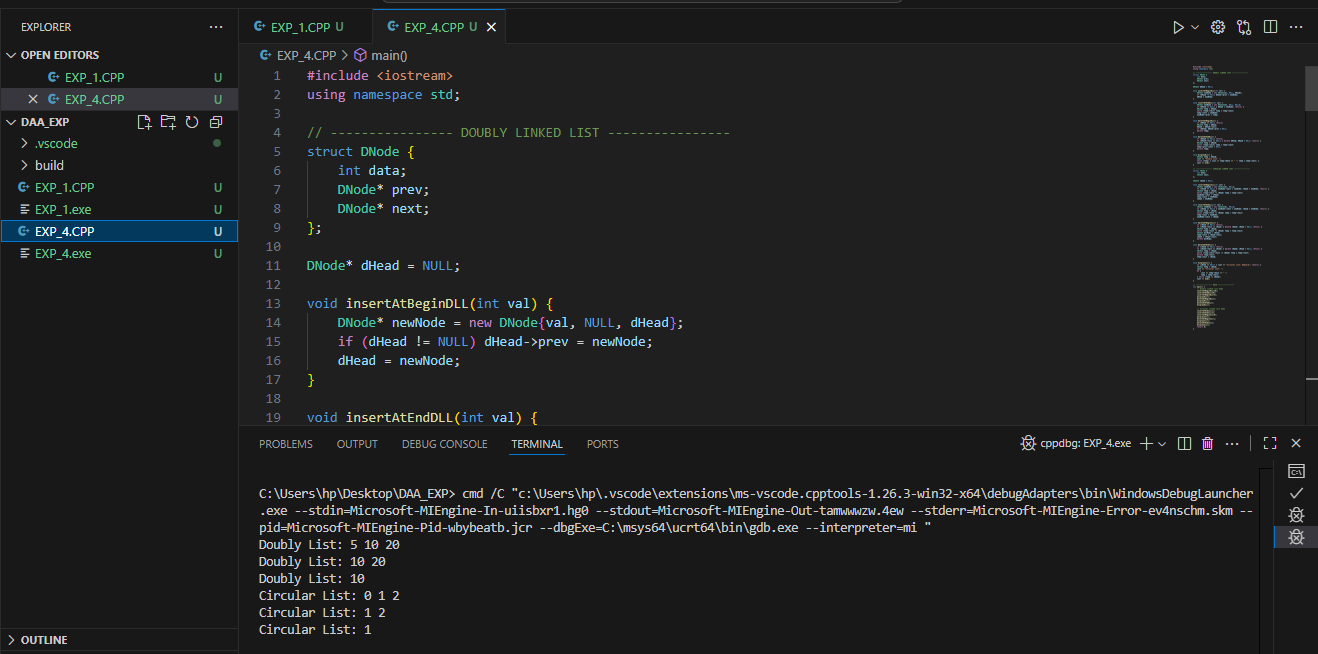 EXPLORER
OPEN EDITORS
EXP_1.CPP U
EXP_4.CPP U
DAA_EXP
.vscode
build
EXP_1.CPP U
EXP_1.exe U
EXP_4.CPP U
EXP_4.exe U
OUTLINE
EXP_1.CPP U
EXP_4.CPP U
EXP_4.CPP > main()
1 #include <iostream>
2 using namespace std;
3
4 // ---------------- DOUBLY LINKED LIST ----------------
5 struct DNode {
6 int data;
7 DNode* prev;
8 DNode* next;
9 };
10
11 DNode* dHead = NULL;
12
13 void insertAtBeginDLL(int val) {
14 DNode* newNode = new DNode{val, NULL, dHead};
15 if (dHead != NULL) dHead->prev = newNode;
16 dHead = newNode;
17 }
18
19 void insertAtEndDLL(int val) {
PROBLEMS OUTPUT DEBUG CONSOLE TERMINAL PORTS
cppdbg: EXP_4.exe
C:\Users\hp\Desktop\DAA_EXP> cmd /C "c:\Users\hp\.vscode\extensions\ms-vscode.cpptools-1.26.3-win32-x64\debugAdapters\bin\WindowsDebugLauncher
.exe --stdin=Microsoft-MIEngine-In-uiisbxr1.hg0 --stdout=Microsoft-MIEngine-Out-tamwwwzw.4ew --stderr=Microsoft-MIEngine-Error-ev4nschm.skm --
pid=Microsoft-MIEngine-Pid-wbybeatb.jcr --dbgExe=C:\msys64\ucrt64\bin\gdb.exe --interpreter=mi "
Doubly List: 5 10 20
Doubly List: 10 20
Doubly List: 10
Circular List: 0 1 2
Circular List: 1 2
Circular List: 1